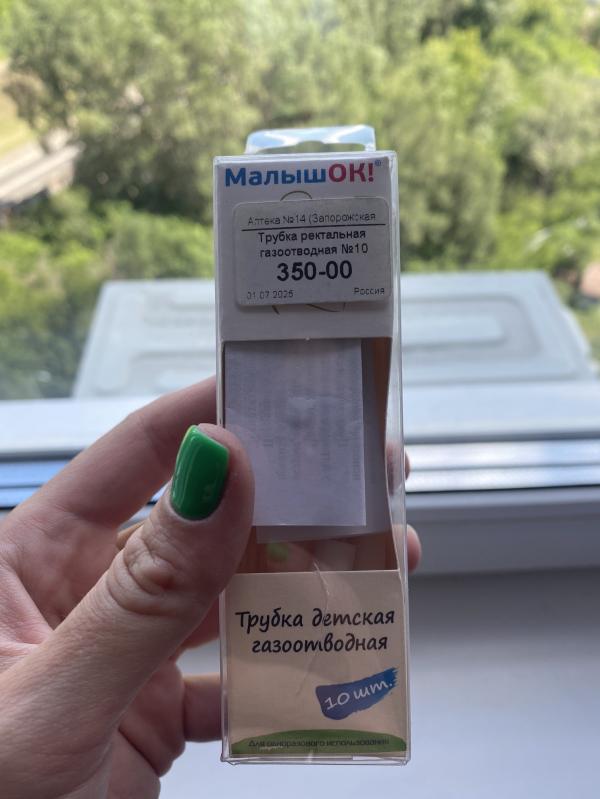 МалышОК!®
Аптека №14 (Запорожская
Трубка ректальная
газоотводная №10
350-00
01.07.2025 Россия
Трубка детская
газоотводная
10 шт.
Для одноразового использования